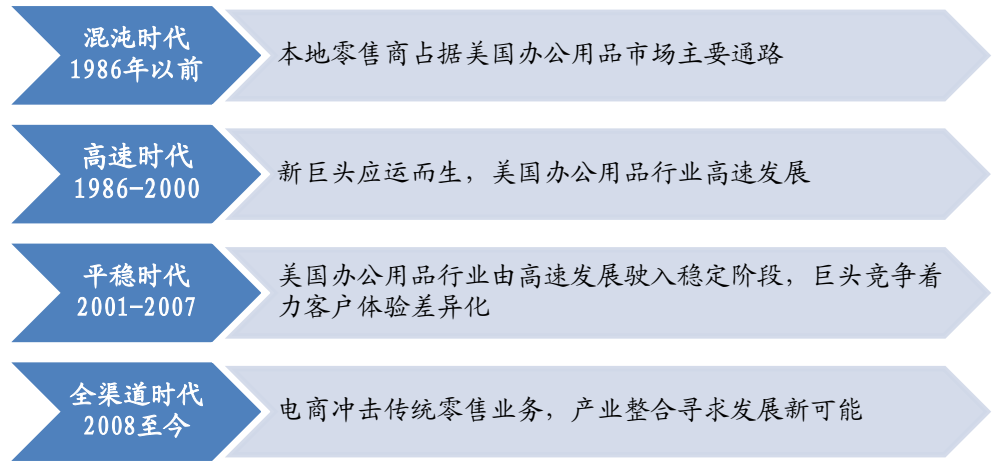 混沌时代
1986年以前
本地零售商占据美国办公用品市场主要通路
高速时代
1986-2000
新巨头应运而生，美国办公用品行业高速发展
平稳时代
2001-2007
美国办公用品行业由高速发展驶入稳定阶段，巨头竞争着
力客户体验差异化
全渠道时代
2008至今
电商冲击传统零售业务，产业整合寻求发展新可能